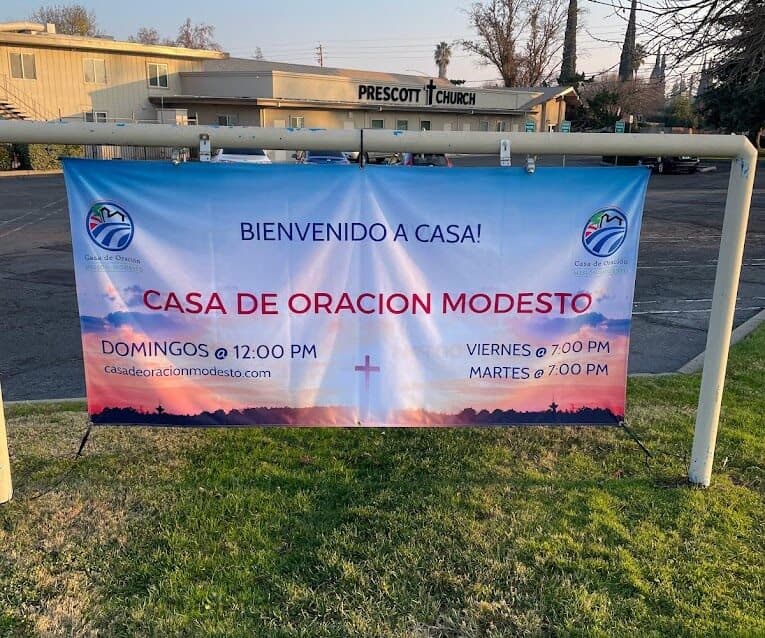 PRESCOTT CHURCH
BIENVENIDO A CASA!
Casa de Oración
Casa de Oración
CASA DE ORACION MODESTO
DOMINGOS @ 12:00 PM
casadeoracionmodesto.com
VIERNES @ 7:00 PM
MARTES @ 7:00 PM